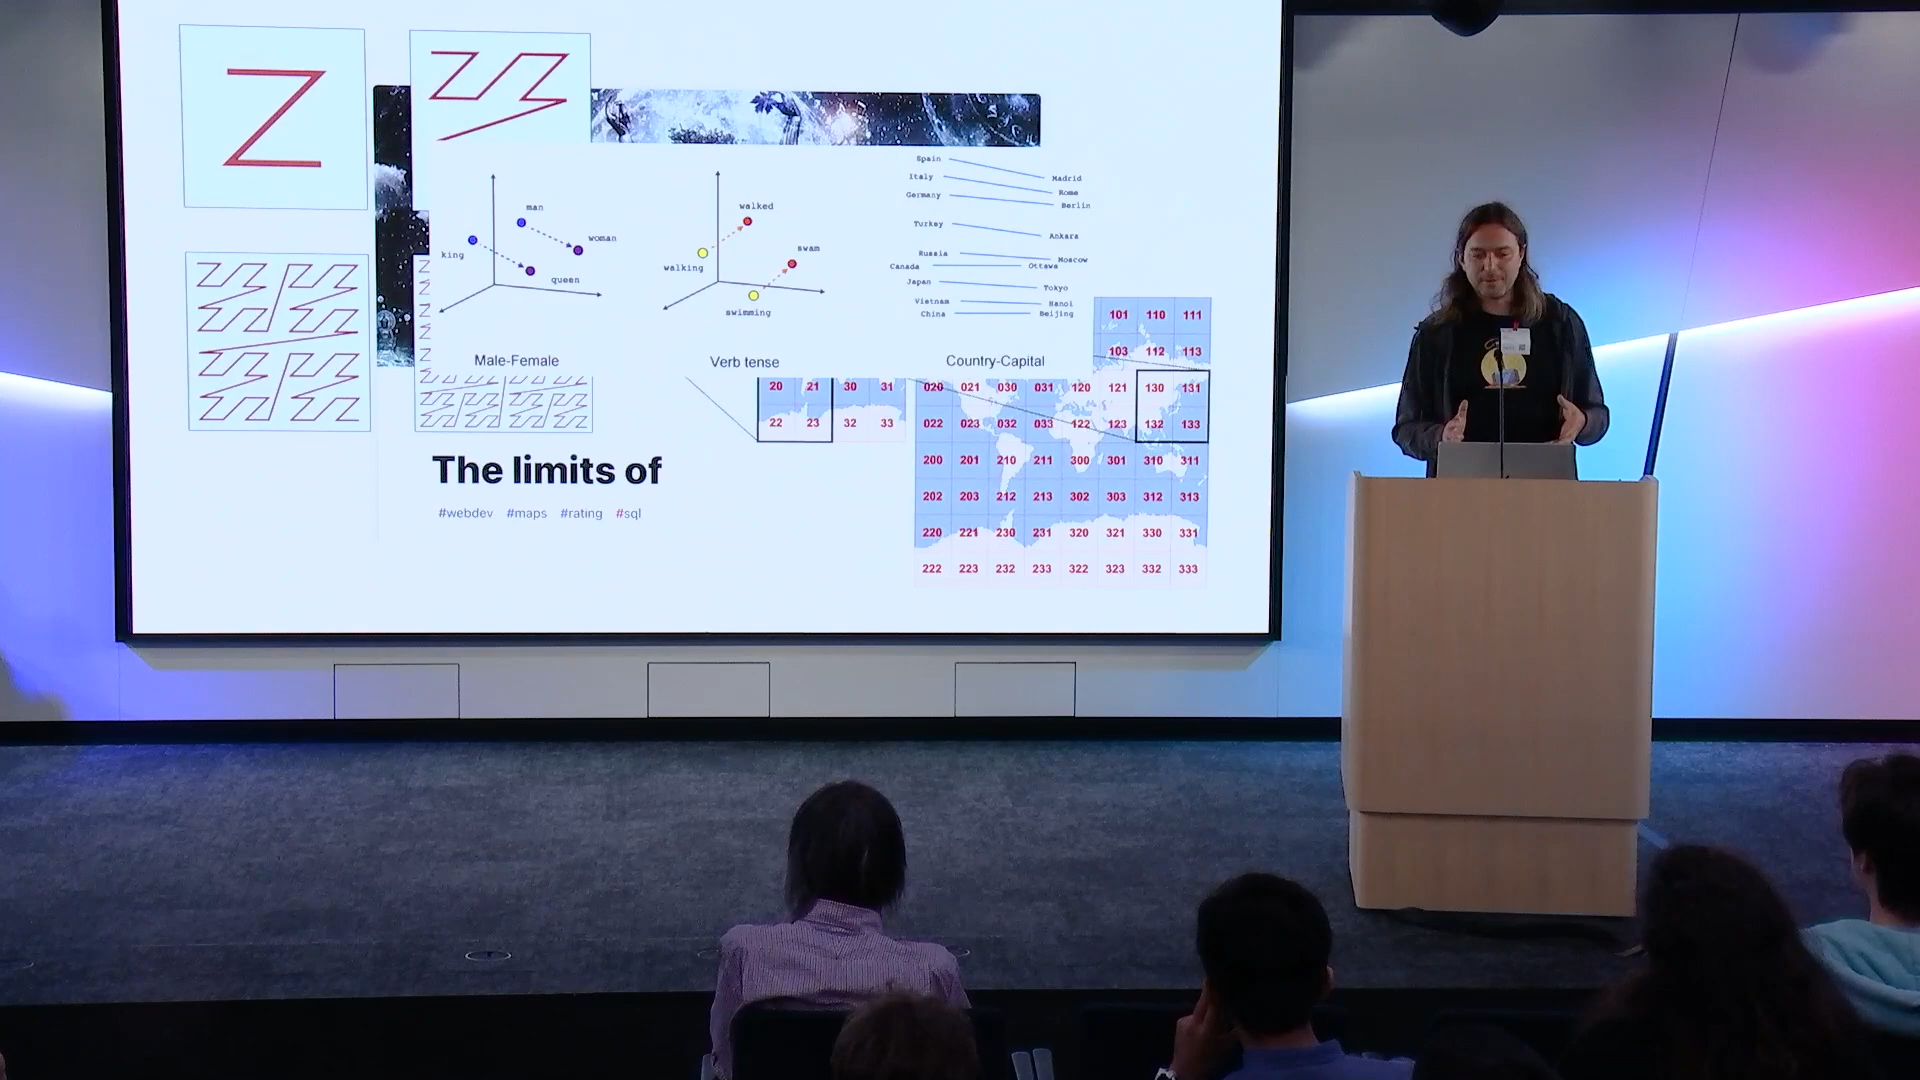 man
woman
king
queen
Male-Female
walked
swam
walking
swimming
Verb tense
Spain Madrid
Italy Rome
Germany Berlin
Turkey Ankara
Russia Moscow
Canada Ottawa
Japan Tokyo
Vietnam Hanoi
China Beijing
Country-Capital
101 110 111
103 112 113
20 21 30 31
22 23 32 33
020 021 030 031 120 121 130 131
022 023 032 033 122 123 132 133
200 201 210 211 300 301 310 311
202 203 212 213 302 303 312 313
220 221 230 231 320 321 330 331
222 223 232 233 322 323 332 333
The limits of
#webdev #maps #rating #sql